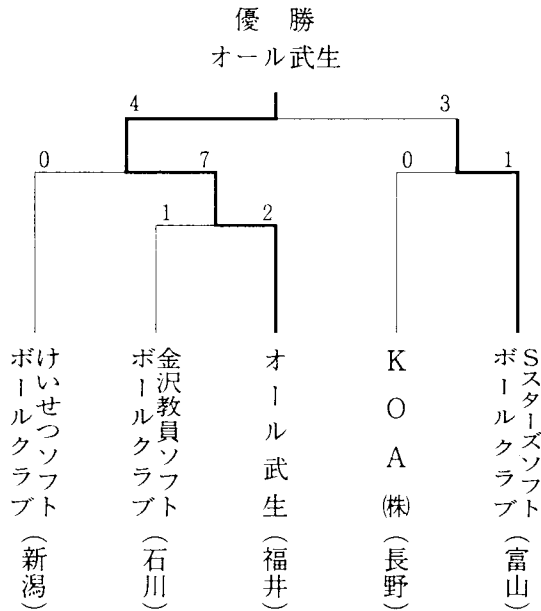 優勝
オール武生
4 3
0 7 0 1
1 2
けいせつソフト
ボールクラブ
(新潟)
金沢教員ソフト
ボールクラブ
(石川)
オール武生
(福井)
KOA㈱
(長野)
Sスターズソフト
ボールクラブ
(富山)